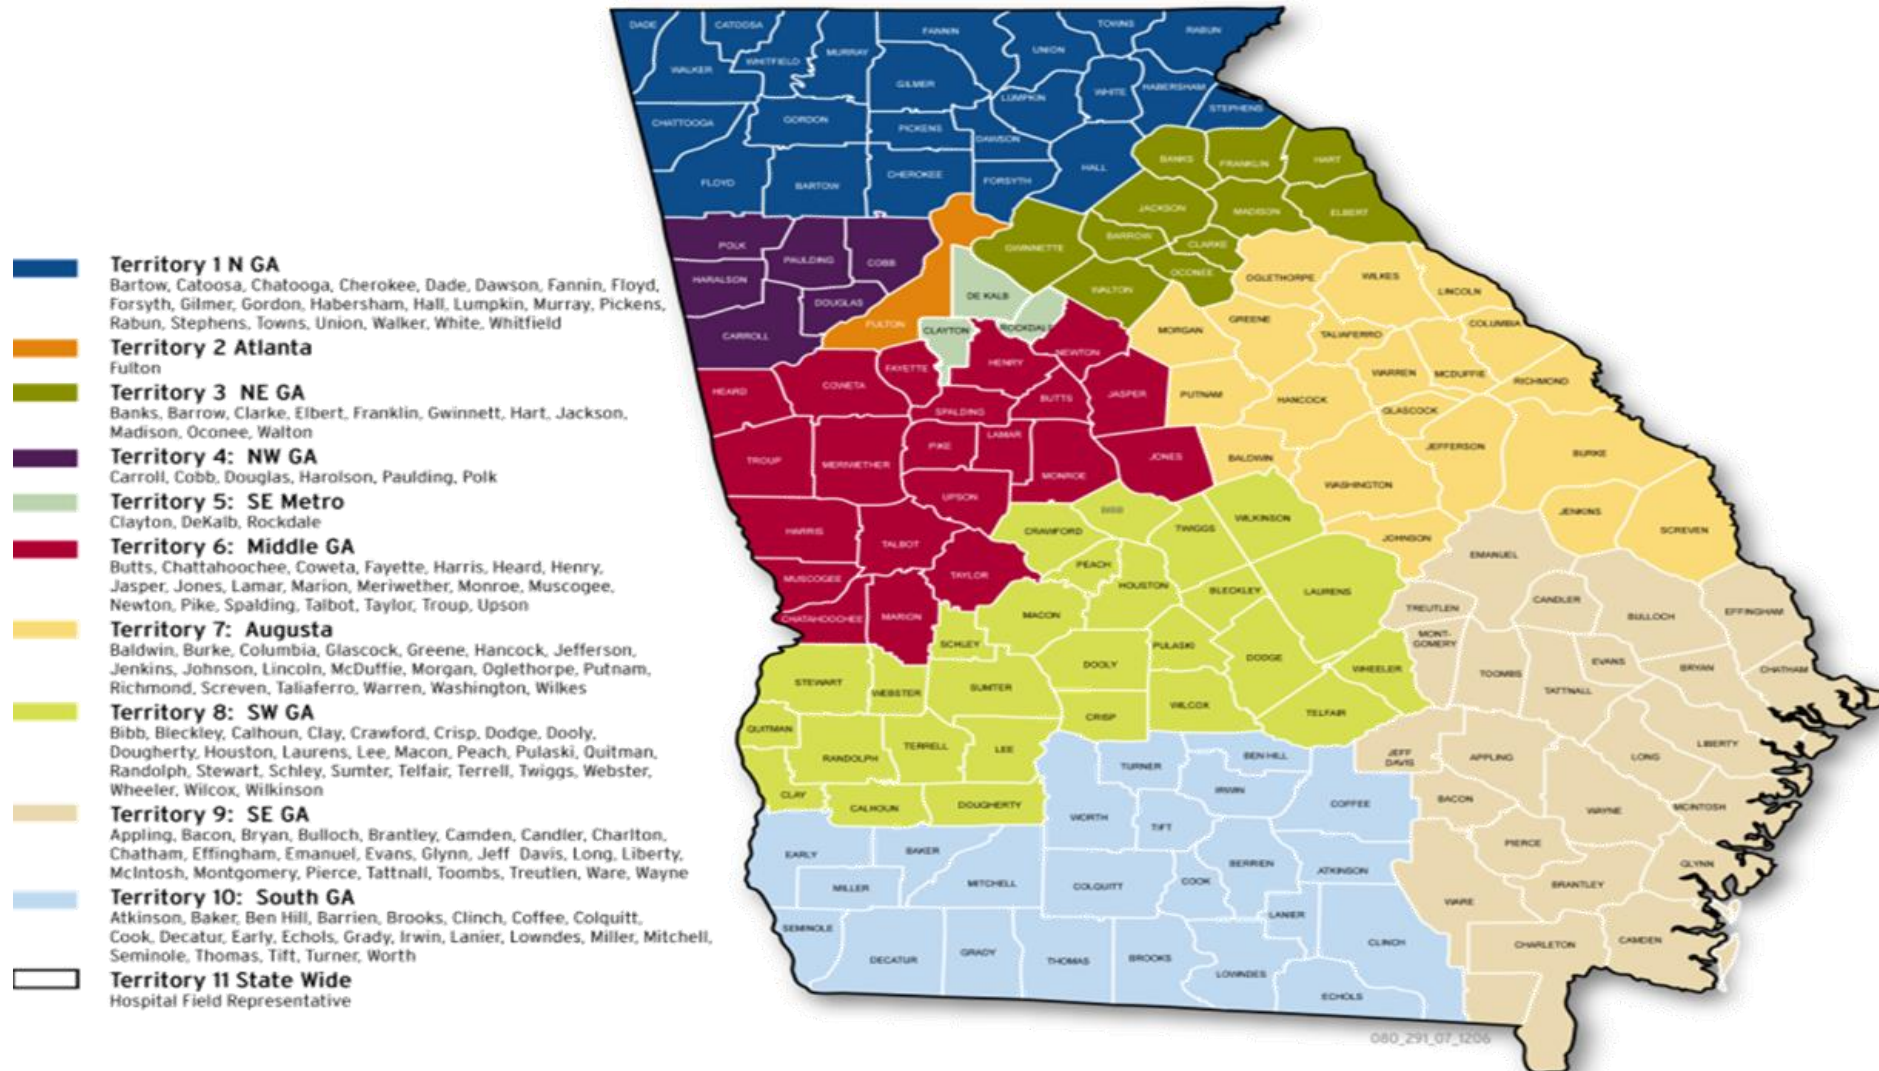 Territory 1 N GA
Bartow, Catoosa, Chatooga, Cherokee, Dade, Dawson, Fannin, Floyd,
Forsyth, Gilmer, Gordon, Habersham, Hall, Lumpkin, Murray, Pickens,
Rabun, Stephens, Towns, Union, Walker, White, Whitfield
Territory 2 Atlanta
Fulton
Territory 3 NE GA
Banks, Barrow, Clarke, Elbert, Franklin, Gwinnett, Hart, Jackson,
Madison, Oconee, Walton
Territory 4: NW GA
Carroll, Cobb, Douglas, Harolson, Paulding, Polk
Territory 5: SE Metro
Clayton, DeKalb, Rockdale
Territory 6: Middle GA
Butts, Chattahoochee, Coweta, Fayette, Harris, Heard, Henry,
Jasper, Jones, Lamar, Marion, Meriwether, Monroe, Muscogee,
Newton, Pike, Spalding, Talbot, Taylor, Troup, Upson
Territory 7: Augusta
Baldwin, Burke, Columbia, Glascock, Greene, Hancock, Jefferson,
Jenkins, Johnson, Lincoln, McDuffie, Morgan, Oglethorpe, Putnam,
Richmond, Screven, Taliaferro, Warren, Washington, Wilkes
Territory 8: SW GA
Bibb, Bleckley, Calhoun, Clay, Crawford, Crisp, Dodge, Dooly,
Dougherty, Houston, Laurens, Lee, Macon, Peach, Pulaski, Quitman,
Randolph, Stewart, Schley, Sumter, Telfair, Terrell, Twiggs, Webster,
Wheeler, Wilcox, Wilkinson
Territory 9: SE GA
Appling, Bacon, Bryan, Bulloch, Brantley, Camden, Candler, Charlton,
Chatham, Effingham, Emanuel, Evans, Glynn, Jeff Davis, Long, Liberty,
McIntosh, Montgomery, Pierce, Tattnall, Toombs, Treutlen, Ware, Wayne
Territory 10: South GA
Atkinson, Baker, Ben Hill, Barrien, Brooks, Clinch, Coffee, Colquitt,
Cook, Decatur, Early, Echols, Grady, Irwin, Lanier, Lowndes, Miller, Mitchell,
Seminole, Thomas, Tift, Turner, Worth
Territory 11 State Wide
Hospital Field Representative
DADE
CATOOSA
FANNIN
TOWNS
RABUN
WALKER
WHITFIELD
MURRAY
UNION
GILMER
LUMPKIN
WHITE
HABERSHAM
STEPHENS
CHATTOOGA
GORDON
PICKENS
DAWSON
FLOYD
BARTOW
CHEROKEE
FORSYTH
HALL
BANKS
FRANKLIN
HART
JACKSON
MADISON
ELBERT
POLK
PAULDING
COBB
GWINNETTE
BARROW
CLARKE
OCONEE
OGLETHORPE
WILKES
LINCOLN
HARALSON
DOUGLAS
DE KALB
WALTON
CARROLL
FULTON
CLAYTON
ROCKDALE
MORGAN
GREENE
TALIAFERRO
COLUMBIA
HEARD
COWETA
FAYETTE
HENRY
NEWTON
WARREN
MCDUFFIE
RICHMOND
SPALDING
BUTTS
JASPER
PUTNAM
HANCOCK
GLASCOCK
TROUP
MERIWETHER
PIKE
LAMAR
MONROE
JONES
BALDWIN
JEFFERSON
BURKE
UPSON
WASHINGTON
HARRIS
TALBOT
CRAWFORD
BIBB
TWIGGS
WILKINSON
JOHNSON
JENKINS
SCREVEN
MUSCOGEE
TAYLOR
PEACH
HOUSTON
BLECKLEY
LAURENS
EMANUEL
CHATAHOOCHEE
MARION
MACON
TREUTLEN
CANDLER
BULLOCH
EFFINGHAM
SCHLEY
DOOLY
PULASKI
DODGE
WHEELER
MONT-
GOMERY
TOOMBS
EVANS
TATTNALL
BRYAN
CHATHAM
STEWART
WEBSTER
SUMTER
CRISP
WILCOX
TELFAIR
QUITMAN
RANDOLPH
TERRELL
LEE
TURNER
BEN HILL
JEFF
DAVIS
APPLING
LONG
LIBERTY
CLAY
CALHOUN
DOUGHERTY
WORTH
TIFT
IRWIN
COFFEE
BACON
WAYNE
MCINTOSH
EARLY
BAKER
MILLER
MITCHELL
COLQUITT
COOK
BERRIEN
ATKINSON
PIERCE
BRANTLEY
GLYNN
SEMINOLE
DECATUR
GRADY
THOMAS
BROOKS
LANIER
LOWNDES
CLINCH
ECHOLS
WARE
CHARLETON
CAMDEN
080_291_07_1206